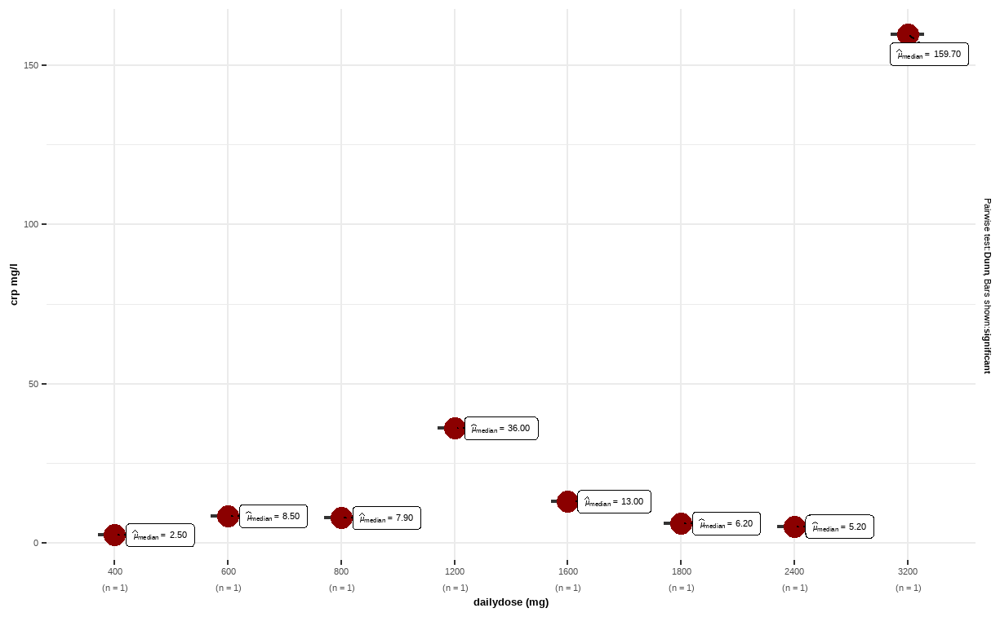 150
100
50
0
crp mg/l
μ̂median = 159.70
μ̂median = 36.00
μ̂median = 13.00
μ̂median = 8.50
μ̂median = 7.90
μ̂median = 6.20
μ̂median = 5.20
μ̂median = 2.50
400 600 800 1200 1600 1800 2400 3200
(n = 1) (n = 1) (n = 1) (n = 1) (n = 1) (n = 1) (n = 1) (n = 1)
dailydose (mg)
Pairwise test:Dunn, Bars shown:significant